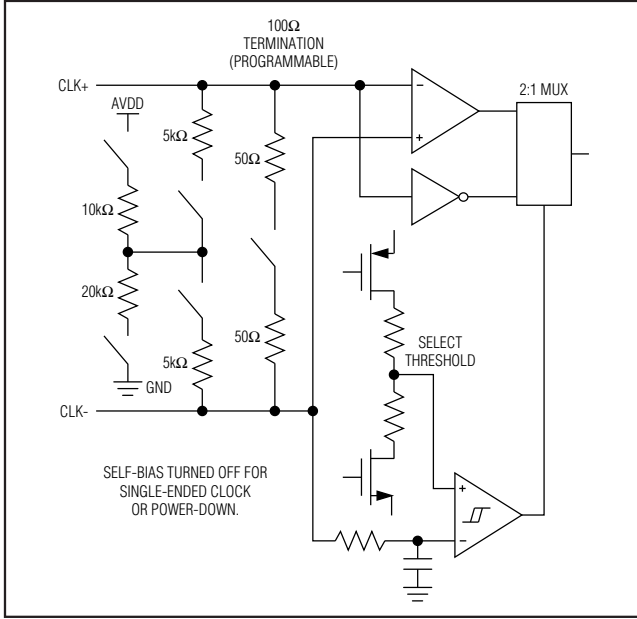 100Ω
TERMINATION
(PROGRAMMABLE)
2:1 MUX
CLK+
AVDD
5kΩ
50Ω
10kΩ
20kΩ
50Ω
SELECT
THRESHOLD
5kΩ
GND
CLK-
SELF-BIAS TURNED OFF FOR
SINGLE-ENDED CLOCK
OR POWER-DOWN.
−
+
+
−